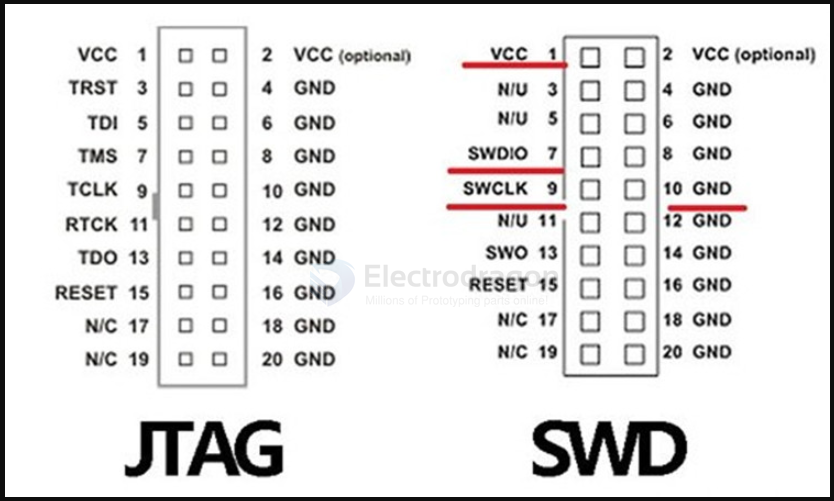 VCC 1 2 VCC (optional)
TRST 3 4 GND
TDI 5 6 GND
TMS 7 8 GND
TCLK 9 10 GND
RTCK 11 12 GND
TDO 13 14 GND
RESET 15 16 GND
N/C 17 18 GND
N/C 19 20 GND
JTAG
VCC 1 2 VCC (optional)
N/U 3 4 GND
N/U 5 6 GND
SWDIO 7 8 GND
SWCLK 9 10 GND
N/U 11 12 GND
SWO 13 14 GND
RESET 15 16 GND
N/C 17 18 GND
N/C 19 20 GND
SWD
Electrodragon
Millions of Prototyping parts online!